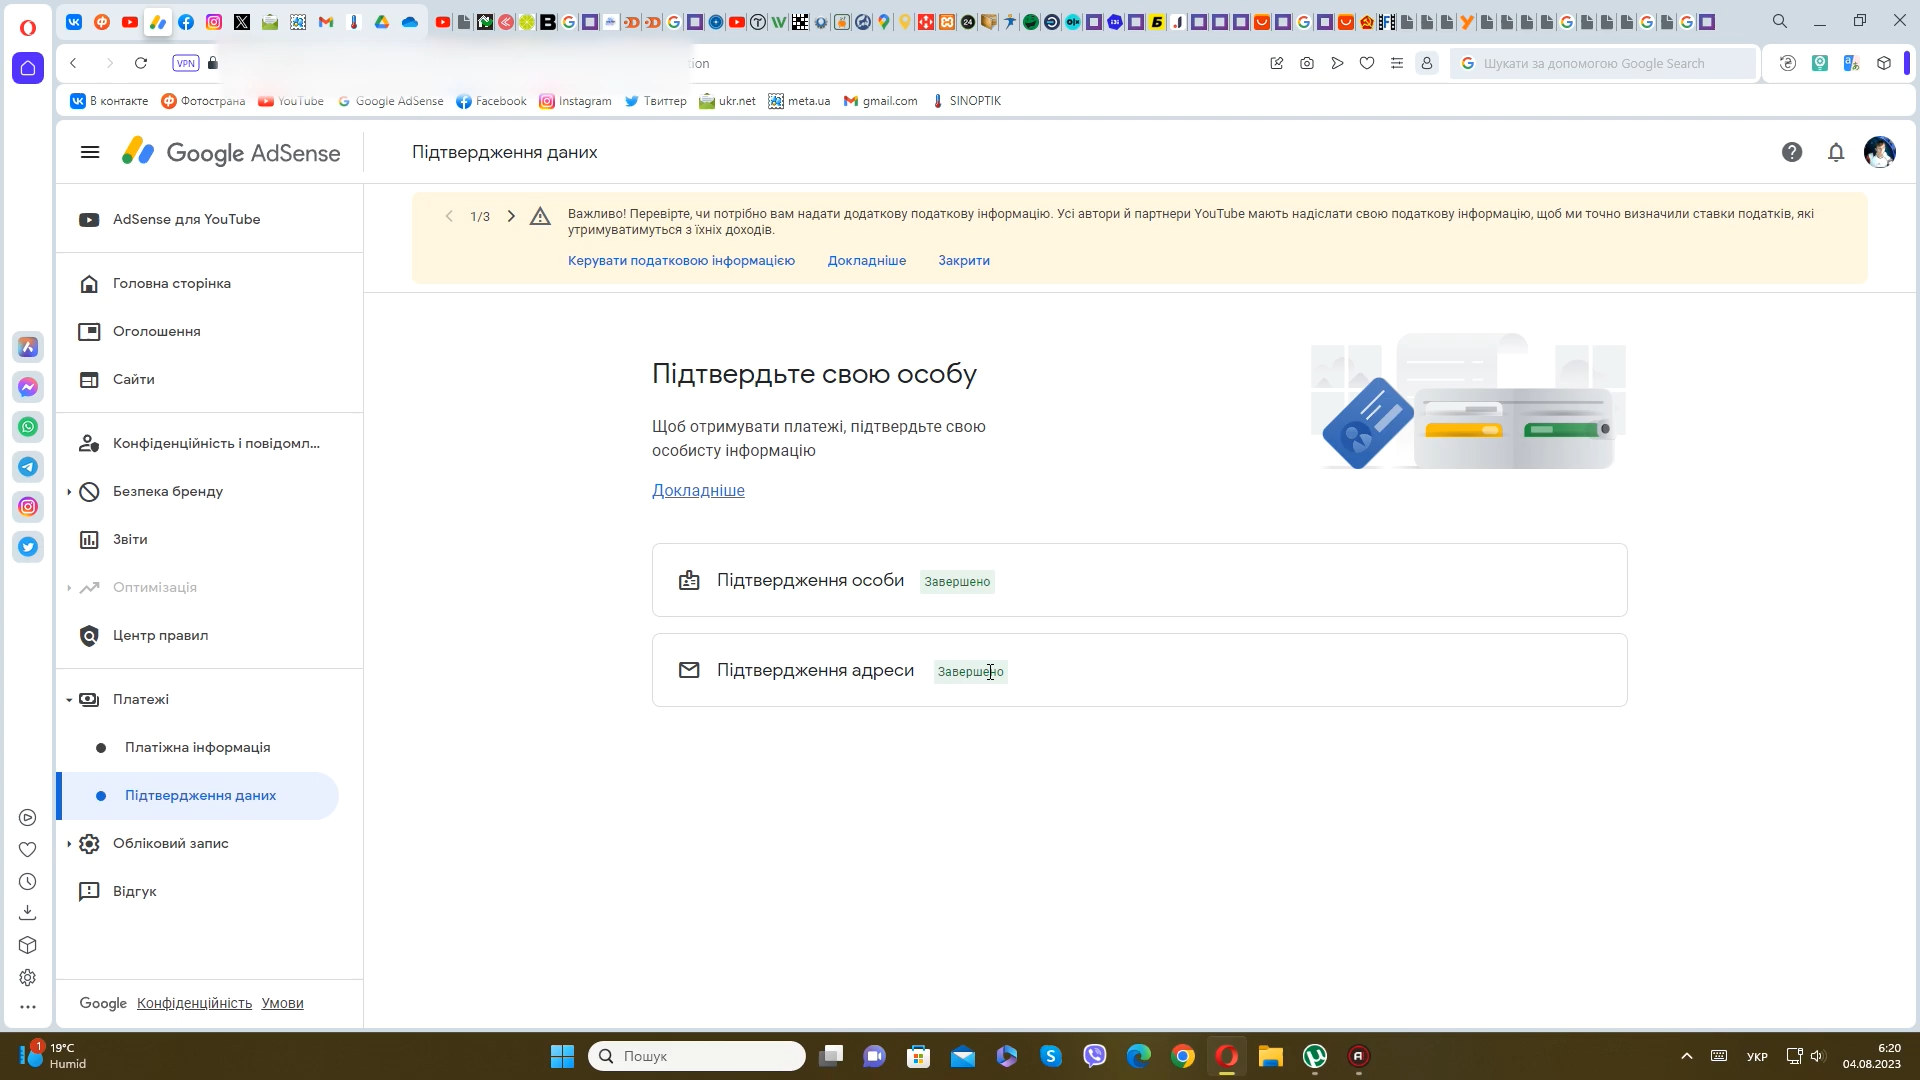 VPN
ion
Шукати за допомогою Google Search
В контакте
Фотострана
YouTube
Google AdSense
Facebook
Instagram
Твиттер
ukr.net
meta.ua
gmail.com
SINOPTIK
Google AdSense
Підтвердження даних
AdSense для YouTube
Головна сторінка
Оголошення
Сайти
Конфіденційність і повідомл...
Безпека бренду
Звіти
Оптимізація
Центр правил
Платежі
Платіжна інформація
Підтвердження даних
Обліковий запис
Відгук
Google Конфіденційність Умови
1/3
Важливо! Перевірте, чи потрібно вам надати додаткову податкову інформацію. Усі автори й партнери YouTube мають надіслати свою податкову інформацію, щоб ми точно визначили ставки податків, які
утримуватимуться з їхніх доходів.
Керувати податковою інформацією
Докладніше
Закрити
Підтвердьте свою особу
Щоб отримувати платежі, підтвердьте свою
особисту інформацію
Докладніше
Підтвердження особи
Завершено
Підтвердження адреси
Завершено
1
19°C
Humid
Пошук
УКР
6:20
04.08.2023